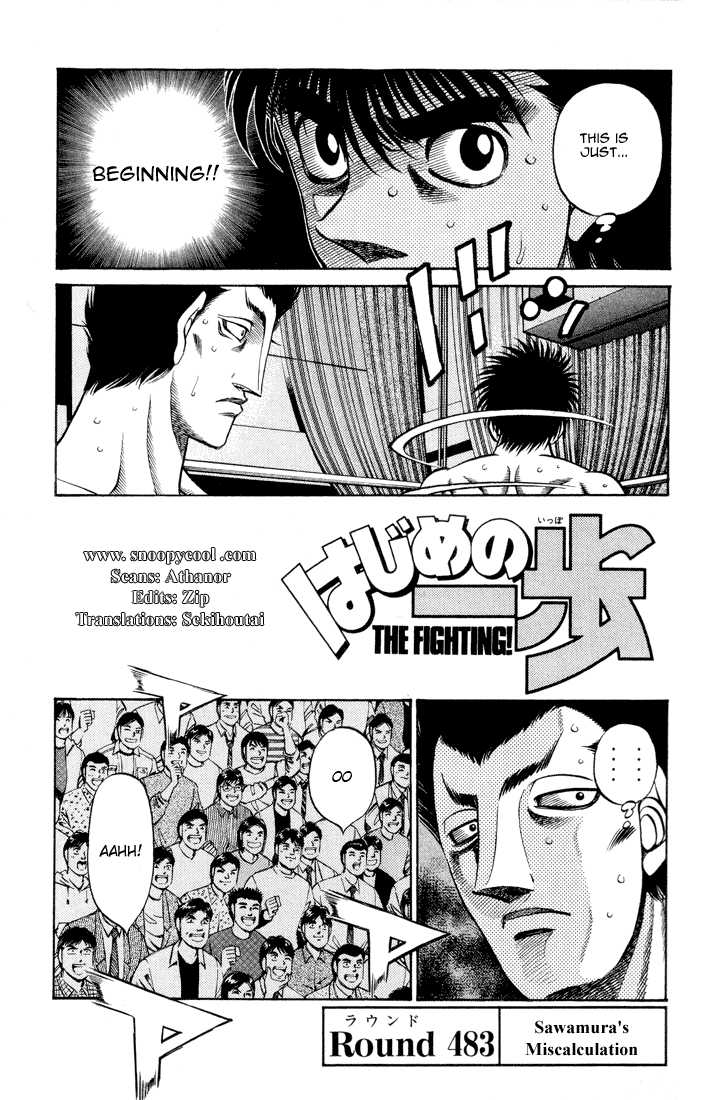 THIS IS
JUST...
BEGINNING!!
はじめの一歩
いっぽ
THE FIGHTING!
www. snoopycool .com
Scans: Athanor
Edits: Zip
Translations: Sekihoutai
......
OO
AAHH!
ラウンド
Round 483
Sawamura's
Miscalculation